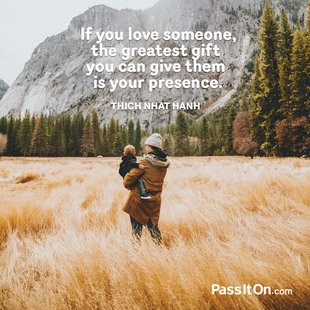 If you love someone,
the greatest gift
you can give them
is your presence.
THICH NHAT HANH
PassItOn.com